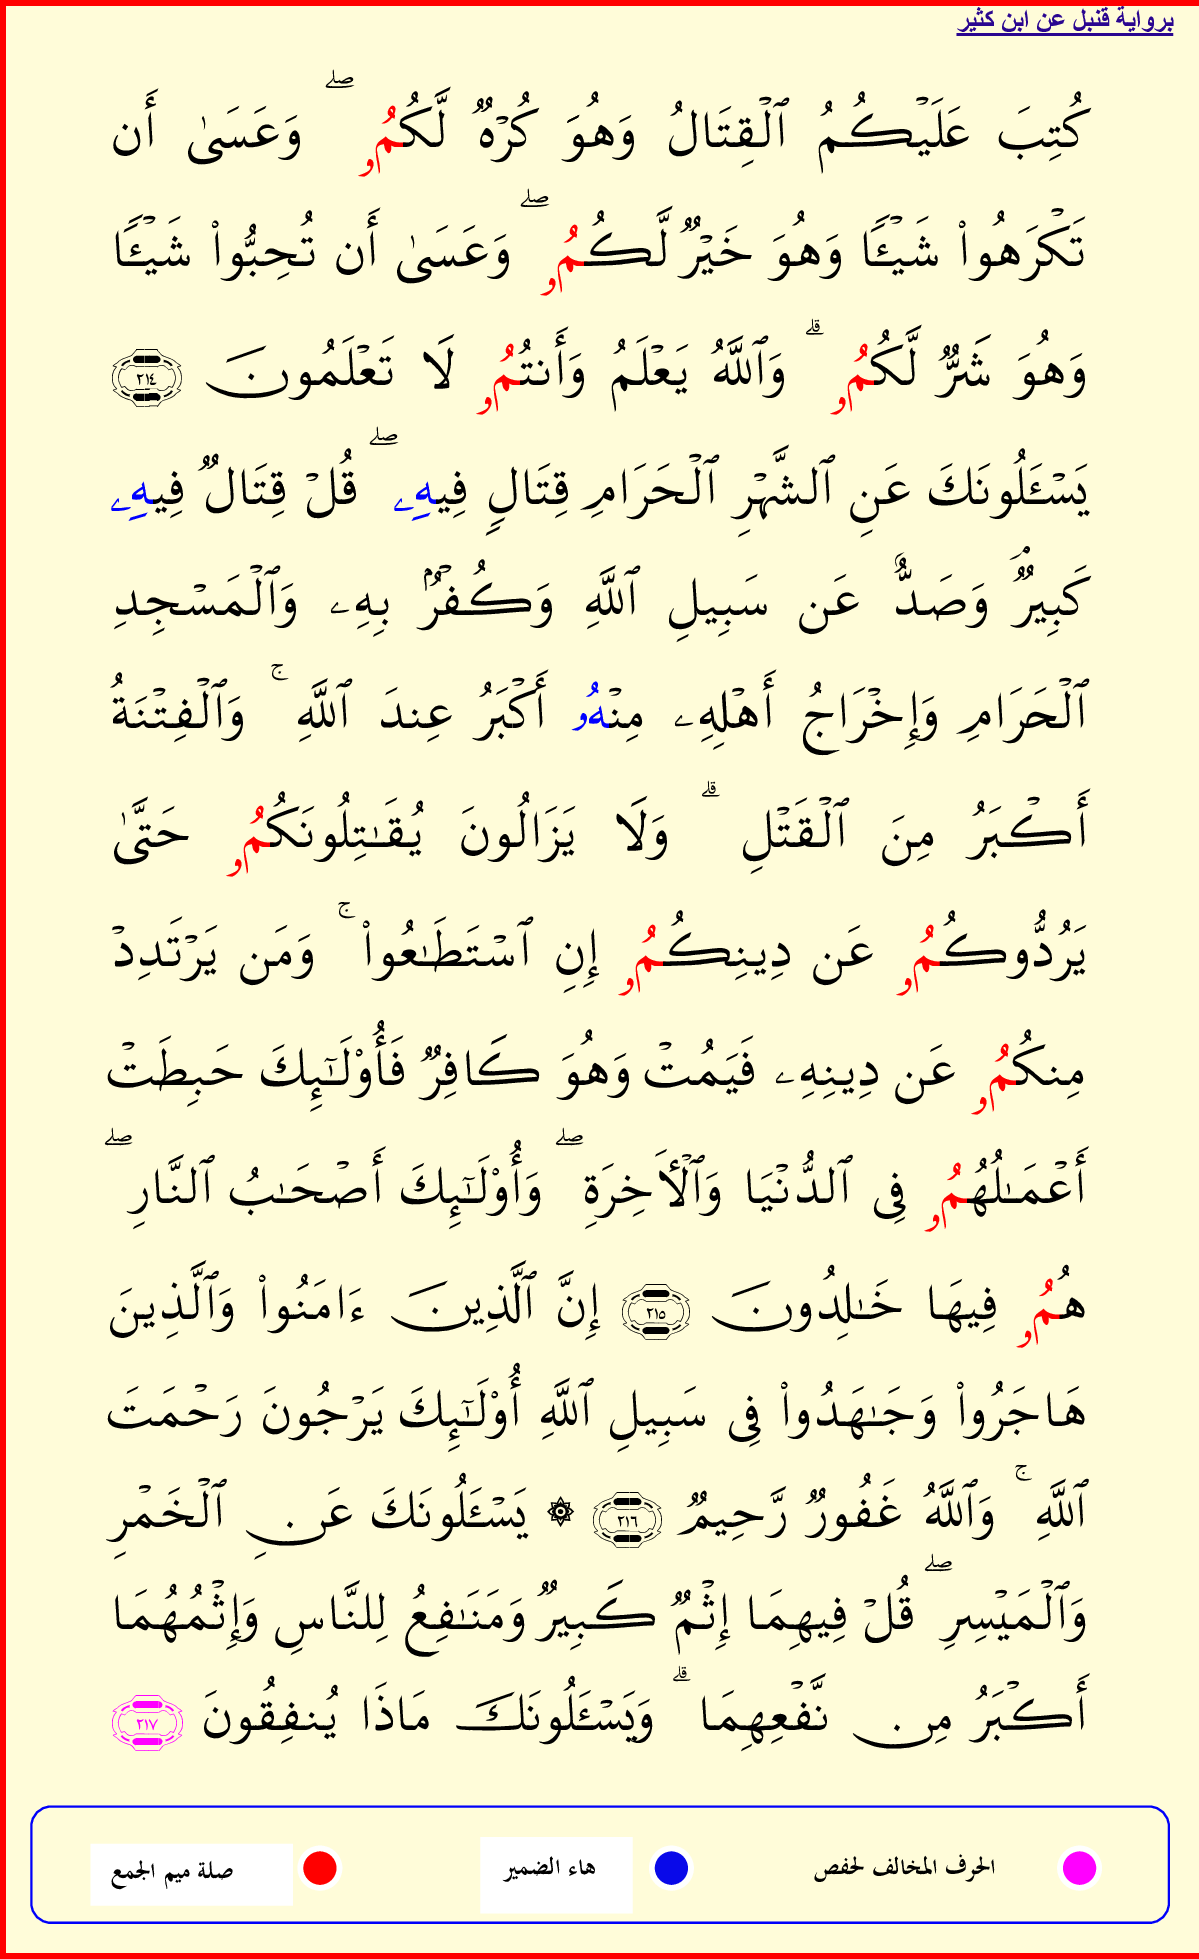 برواية قنبل عن ابن كثير
كُتِبَ عَلَيْكُمُ ٱلْقِتَالُ وَهُوَ كُرْهٌ لَّكُمُۥ ۖ وَعَسَىٰ أَن
تَكْرَهُوا۟ شَيْـًٔا وَهُوَ خَيْرٌ لَّكُمُۥ ۖ وَعَسَىٰ أَن تُحِبُّوا۟ شَيْـًٔا
وَهُوَ شَرٌّ لَّكُمُۥ ۗ وَٱللَّهُ يَعْلَمُ وَأَنتُمُۥ لَا تَعْلَمُونَ ٢١٤
يَسْـَٔلُونَكَ عَنِ ٱلشَّهْرِ ٱلْحَرَامِ قِتَالٍ فِيهِۦ ۖ قُلْ قِتَالٌ فِيهِۦ
كَبِيرٌ وَصَدٌّ عَن سَبِيلِ ٱللَّهِ وَكُفْرٌۢ بِهِۦ وَٱلْمَسْجِدِ
ٱلْحَرَامِ وَإِخْرَاجُ أَهْلِهِۦ مِنْهُۥ أَكْبَرُ عِندَ ٱللَّهِ ۚ وَٱلْفِتْنَةُ
أَكْبَرُ مِنَ ٱلْقَتْلِ ۗ وَلَا يَزَالُونَ يُقَـٰتِلُونَكُمُۥ حَتَّىٰ
يَرُدُّوكُمُۥ عَن دِينِكُمُۥ إِنِ ٱسْتَطَـٰعُوا۟ ۚ وَمَن يَرْتَدِدْ
مِنكُمُۥ عَن دِينِهِۦ فَيَمُتْ وَهُوَ كَافِرٌ فَأُو۟لَـٰٓئِكَ حَبِطَتْ
أَعْمَـٰلُهُمُۥ فِى ٱلدُّنْيَا وَٱلْأَخِرَةِ ۖ وَأُو۟لَـٰٓئِكَ أَصْحَـٰبُ ٱلنَّارِ ۖ
هُمُۥ فِيهَا خَـٰلِدُونَ ٢١٥ إِنَّ ٱلَّذِينَ ءَامَنُوا۟ وَٱلَّذِينَ
هَاجَرُوا۟ وَجَـٰهَدُوا۟ فِى سَبِيلِ ٱللَّهِ أُو۟لَـٰٓئِكَ يَرْجُونَ رَحْمَتَ
ٱللَّهِ ۚ وَٱللَّهُ غَفُورٌ رَّحِيمٌ ٢١٦ ۞ يَسْـَٔلُونَكَ عَنِ ٱلْخَمْرِ
وَٱلْمَيْسِرِ ۖ قُلْ فِيهِمَا إِثْمٌ كَبِيرٌ وَمَنَـٰفِعُ لِلنَّاسِ وَإِثْمُهُمَا
أَكْبَرُ مِن نَّفْعِهِمَا ۗ وَيَسْـَٔلُونَكَ مَاذَا يُنفِقُونَ ٢١٧
الحرف المخالف لحفص
هاء الضمير
صلة ميم الجمع